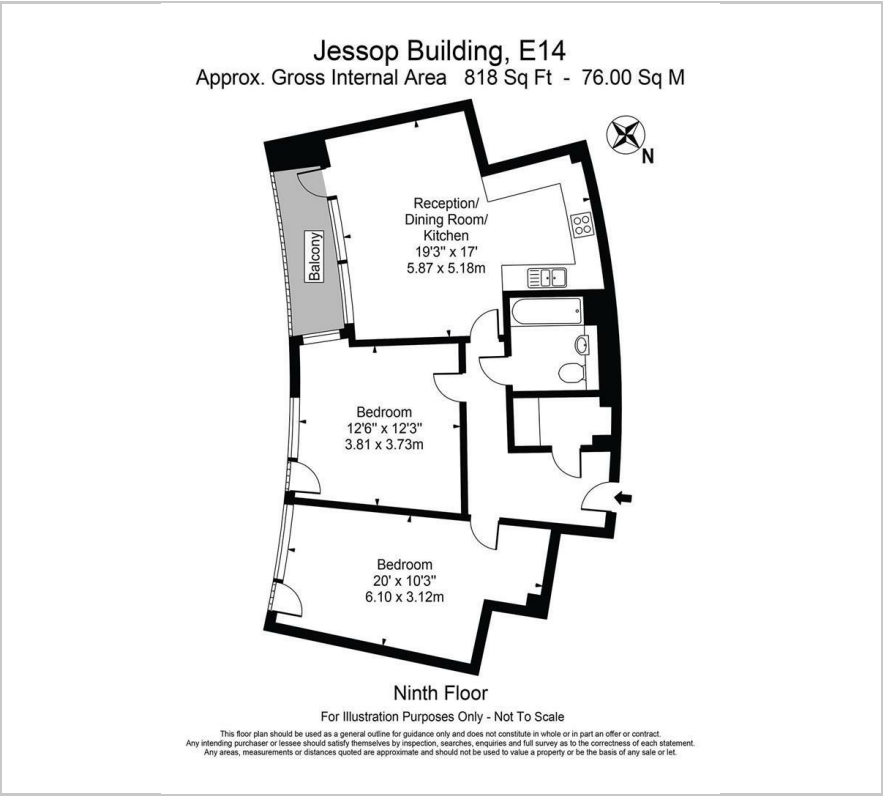 Jessop Building, E14
Approx. Gross Internal Area 818 Sq Ft - 76.00 Sq M
N
Reception/
Dining Room/
Kitchen
19'3" x 17'
5.87 x 5.18m
Balcony
Bedroom
12'6" x 12'3"
3.81 x 3.73m
Bedroom
20' x 10'3"
6.10 x 3.12m
Ninth Floor
For Illustration Purposes Only - Not To Scale
This floor plan should be used as a general outline for guidance only and does not constitute in whole or in part an offer or contract.
Any intending purchaser or lessee should satisfy themselves by inspection, searches, enquiries and full survey as to the correctness of each statement.
Any areas, measurements or distances quoted are approximate and should not be used to value a property or be the basis of any sale or let.